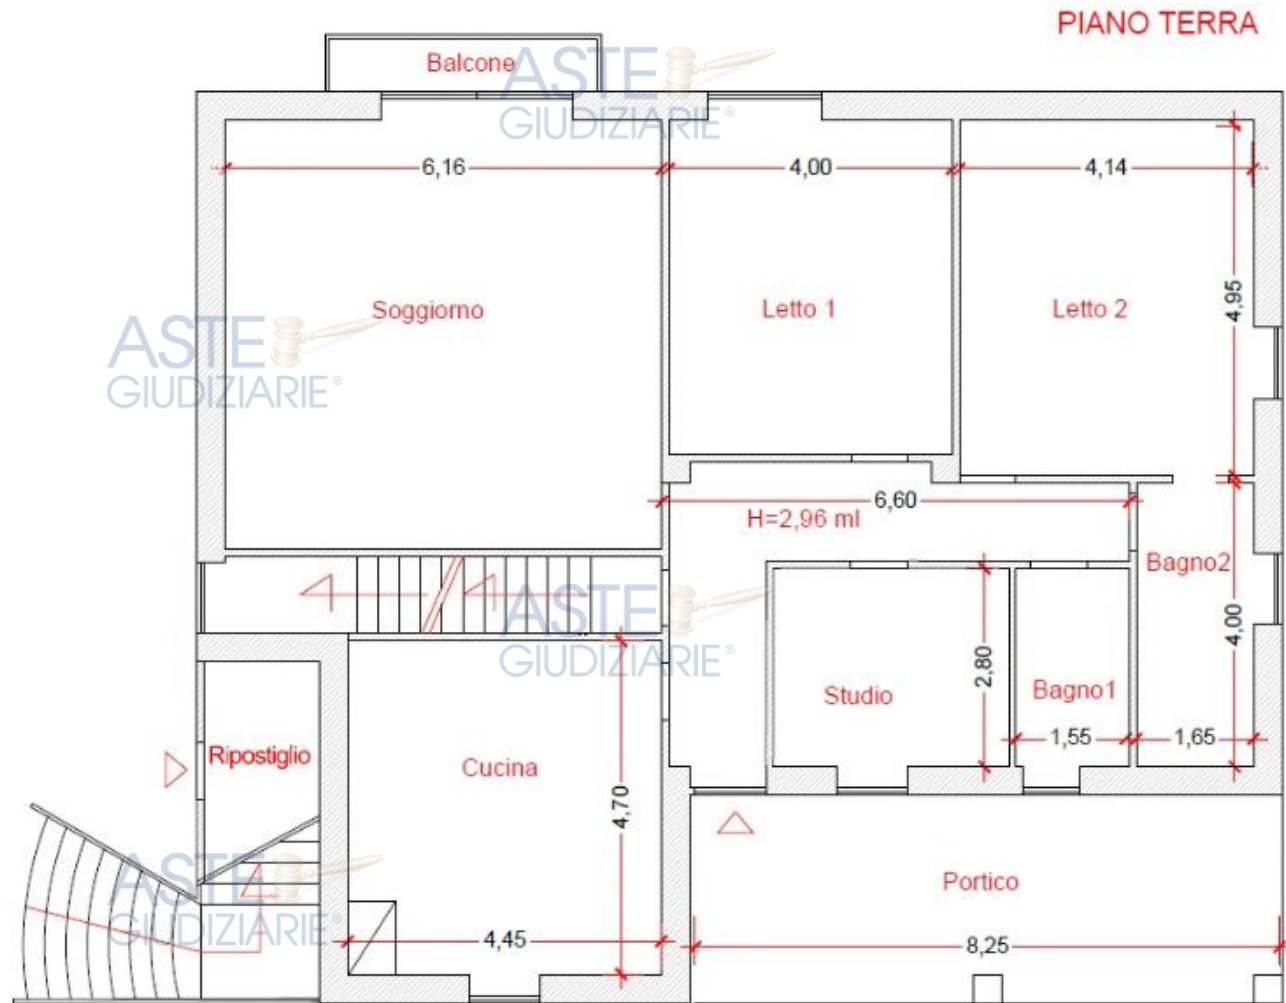 PIANO TERRA
Balcone
ASTE
GIUDIZIARIE®
6,16
4,00
4,14
4,95
Soggiorno
Letto 1
Letto 2
ASTE
GIUDIZIARIE®
6,60
H=2,96 ml
Bagno2
ASTE
GIUDIZIARIE®
4,00
2,80
Studio
Bagno1
1,55
1,65
Ripostiglio
Cucina
4,70
ASTE
GIUDIZIARIE®
Portico
4,45
8,25